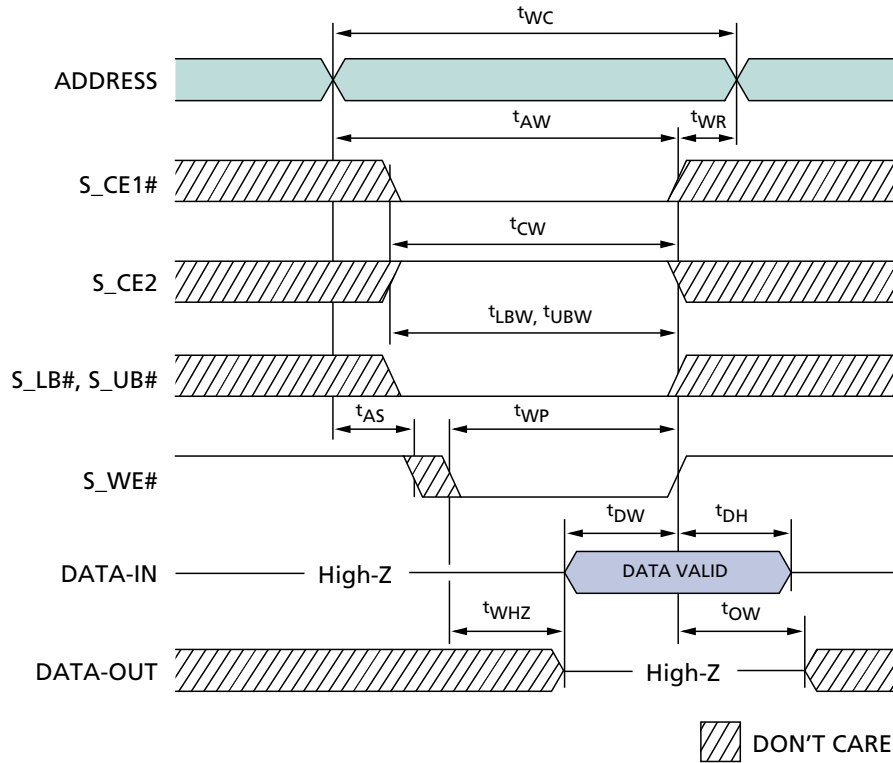 tWC
ADDRESS
tAW
tWR
S_CE1#
tCW
S_CE2
tLBW, tUBW
S_LB#, S_UB#
tAS
tWP
S_WE#
tDW
tDH
DATA-IN
High-Z
DATA VALID
tWHZ
tOW
DATA-OUT
High-Z
DON'T CARE